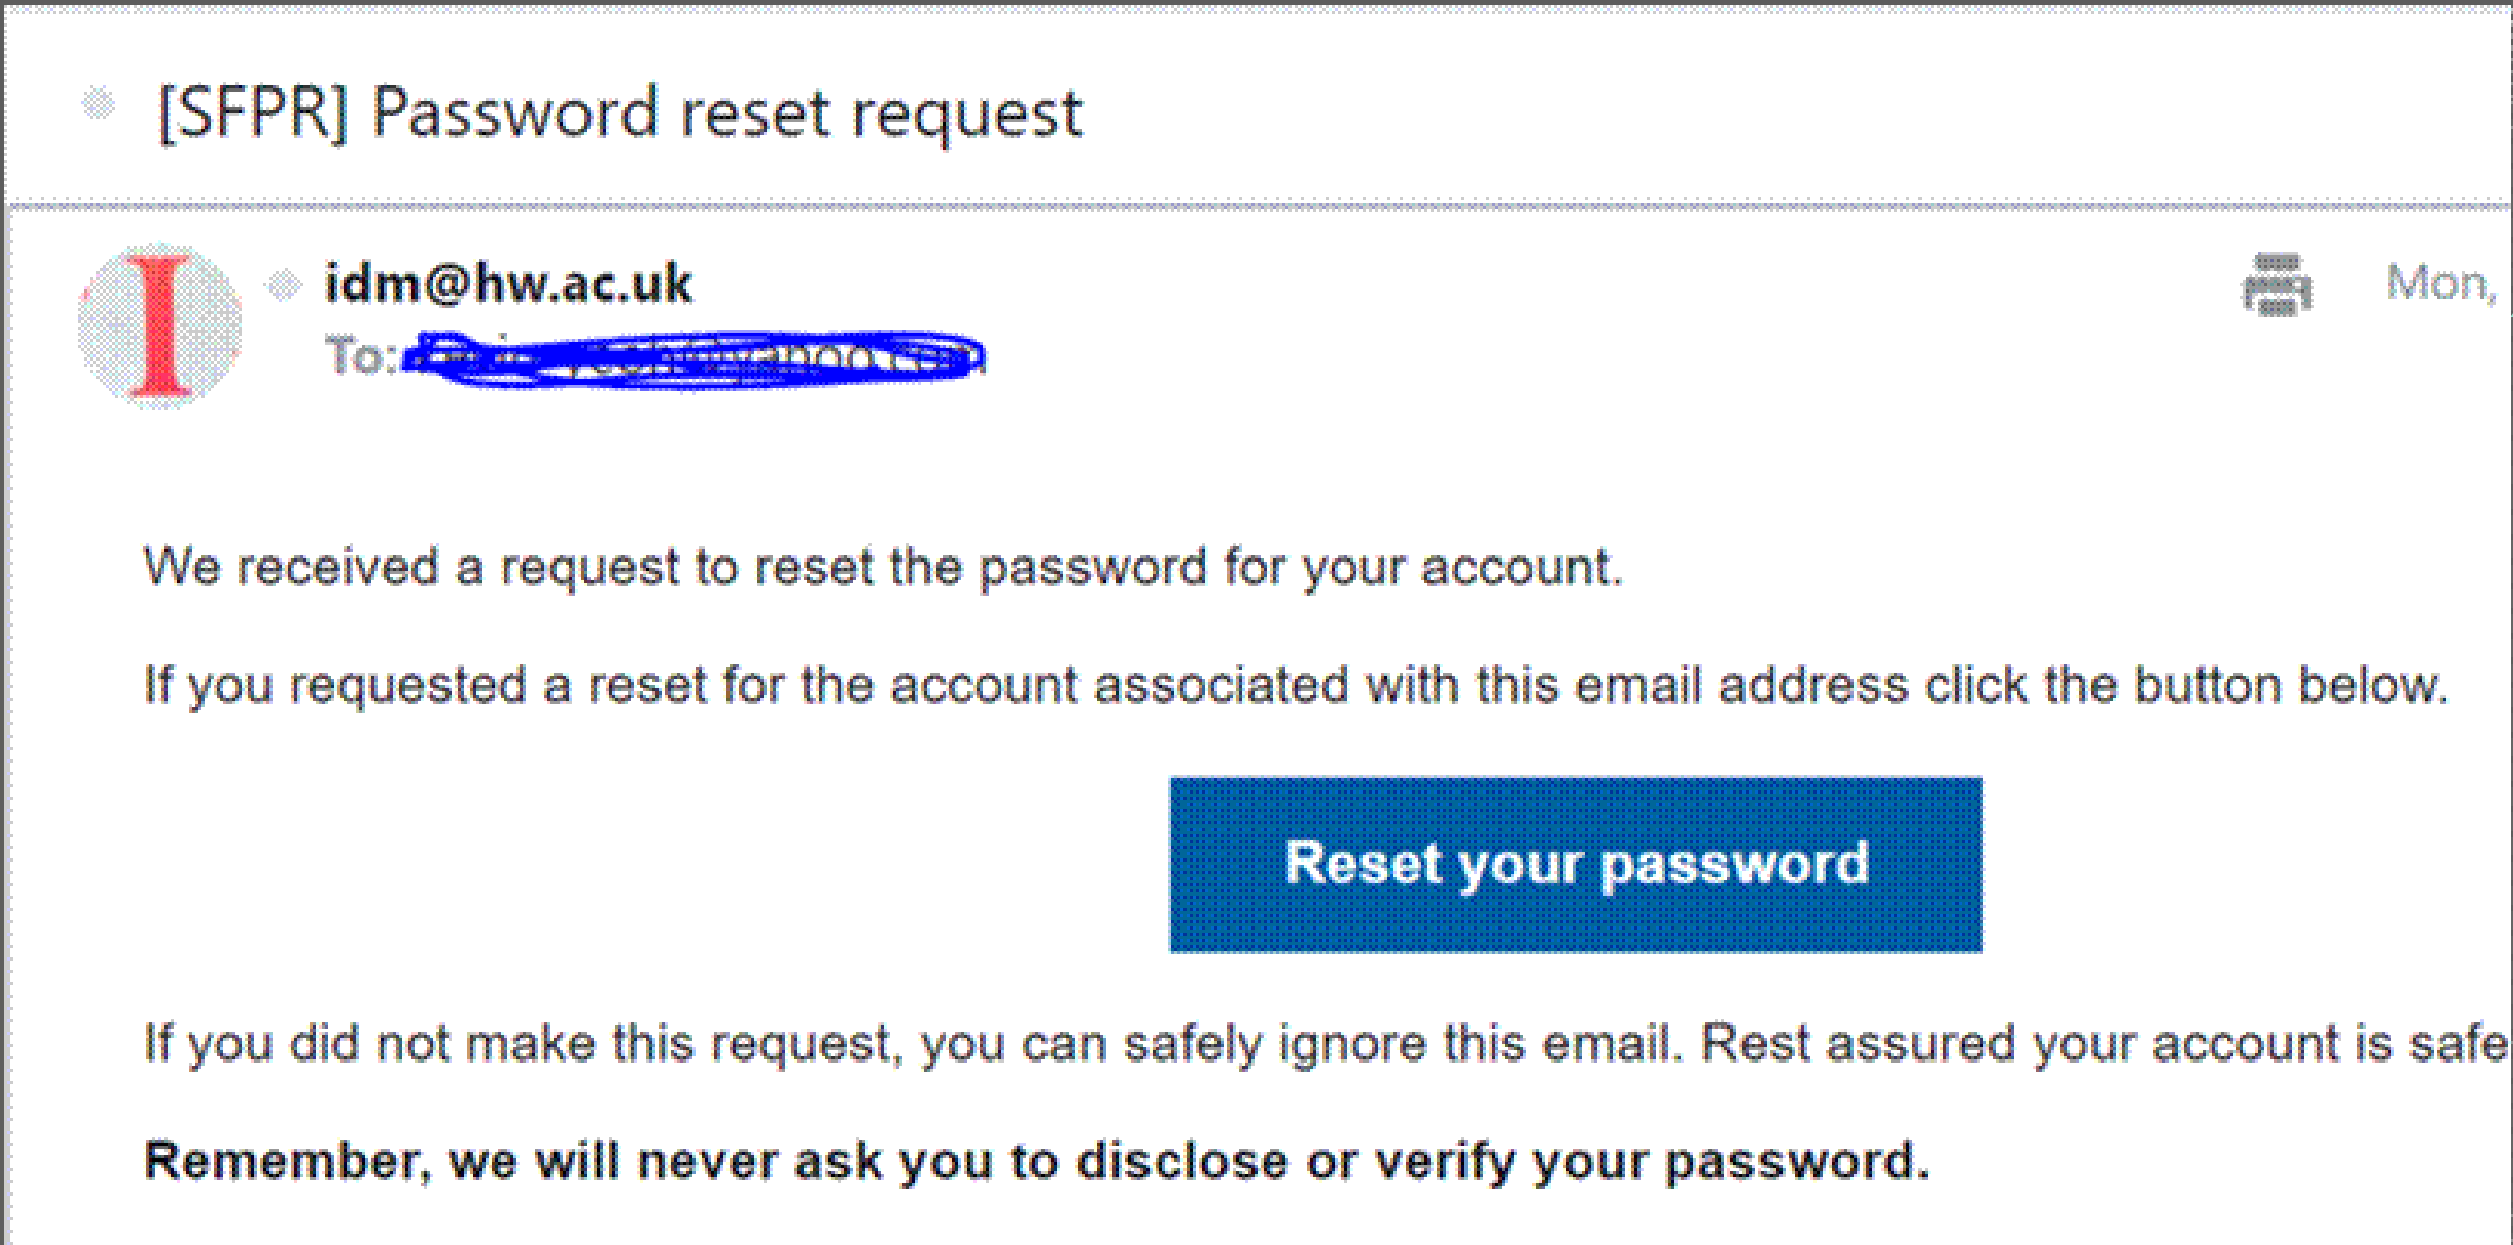 [SFPR] Password reset request
I
idm@hw.ac.uk
Mon,
To:
We received a request to reset the password for your account.
If you requested a reset for the account associated with this email address click the button below.
Reset your password
If you did not make this request, you can safely ignore this email. Rest assured your account is safe
Remember, we will never ask you to disclose or verify your password.